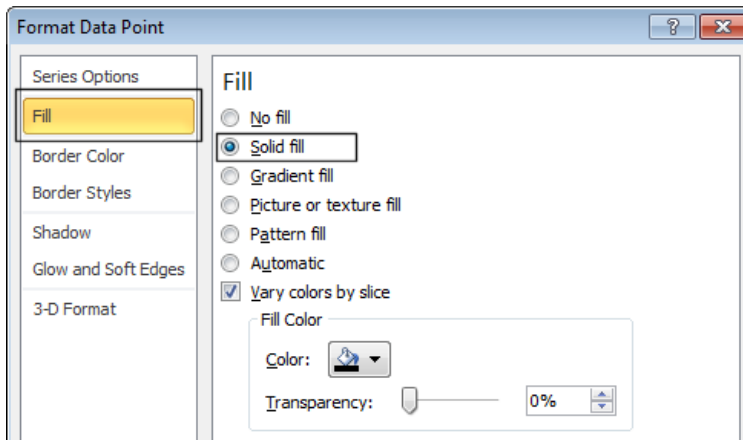 Format Data Point
Series Options
Fill
Border Color
Border Styles
Shadow
Glow and Soft Edges
3-D Format
Fill
No fill
Solid fill
Gradient fill
Picture or texture fill
Pattern fill
Automatic
Vary colors by slice
Fill Color
Color:
Transparency: 0%